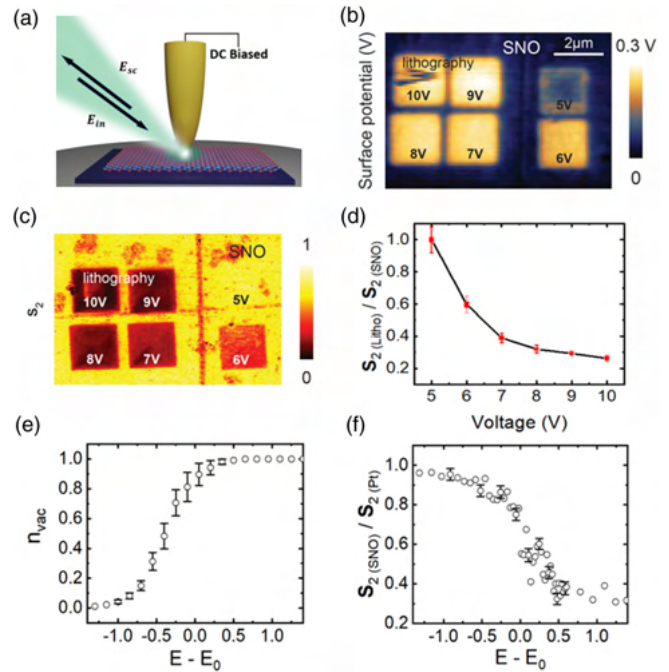 (a)
DC Biased
E_sc
E_in
(b)
Surface potential (V)
SNO
2μm
lithography
10V
9V
5V
8V
7V
6V
0.3 V
0
(c)
s_2
SNO
lithography
10V
9V
5V
8V
7V
6V
1
0
(d)
S_2 (Litho) / S_2 (SNO)
1.0
0.8
0.6
0.4
0.2
5 6 7 8 9 10
Voltage (V)
(e)
n_vac
1.0
0.8
0.6
0.4
0.2
0.0
-1.0 -0.5 0.0 0.5 1.0
E - E_0
(f)
S_2 (SNO) / S_2 (Pt)
1.0
0.8
0.6
0.4
0.2
-1.0 -0.5 0.0 0.5 1.0
E - E_0